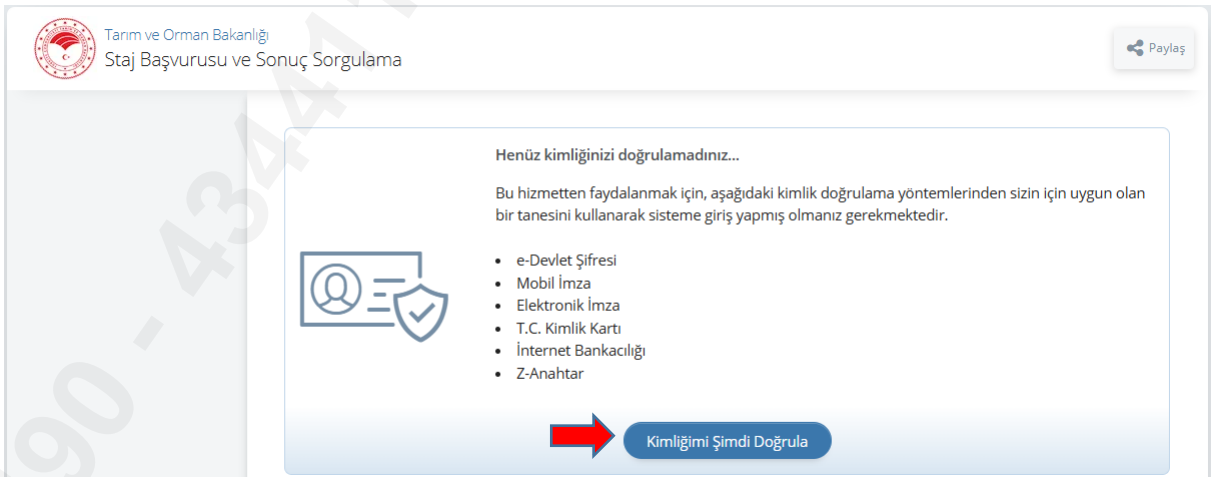 Tarım ve Orman Bakanlığı
Staj Başvurusu ve Sonuç Sorgulama
Paylaş
Henüz kimliğinizi doğrulamadınız...
Bu hizmetten faydalanmak için, aşağıdaki kimlik doğrulama yöntemlerinden sizin için uygun olan
bir tanesini kullanarak sisteme giriş yapmış olmanız gerekmektedir.
• e-Devlet Şifresi
• Mobil İmza
• Elektronik İmza
• T.C. Kimlik Kartı
• İnternet Bankacılığı
• Z-Anahtar
Kimliğimi Şimdi Doğrula